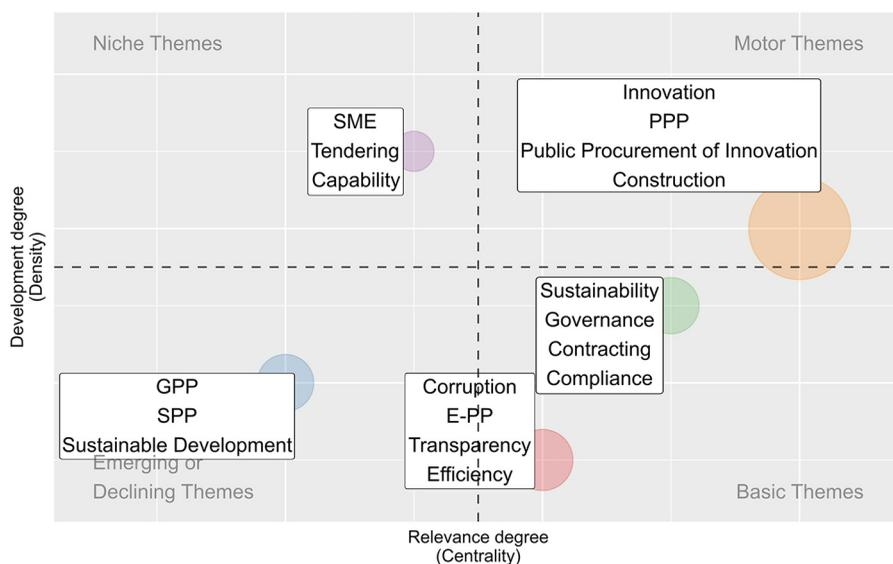 Niche Themes
Motor Themes
SME
Tendering
Capability
Innovation
PPP
Public Procurement of Innovation
Construction
Development degree
(Density)
Sustainability
Governance
Contracting
Compliance
GPP
SPP
Sustainable Development
Emerging or
Declining Themes
Corruption
E-PP
Transparency
Efficiency
Basic Themes
Relevance degree
(Centrality)